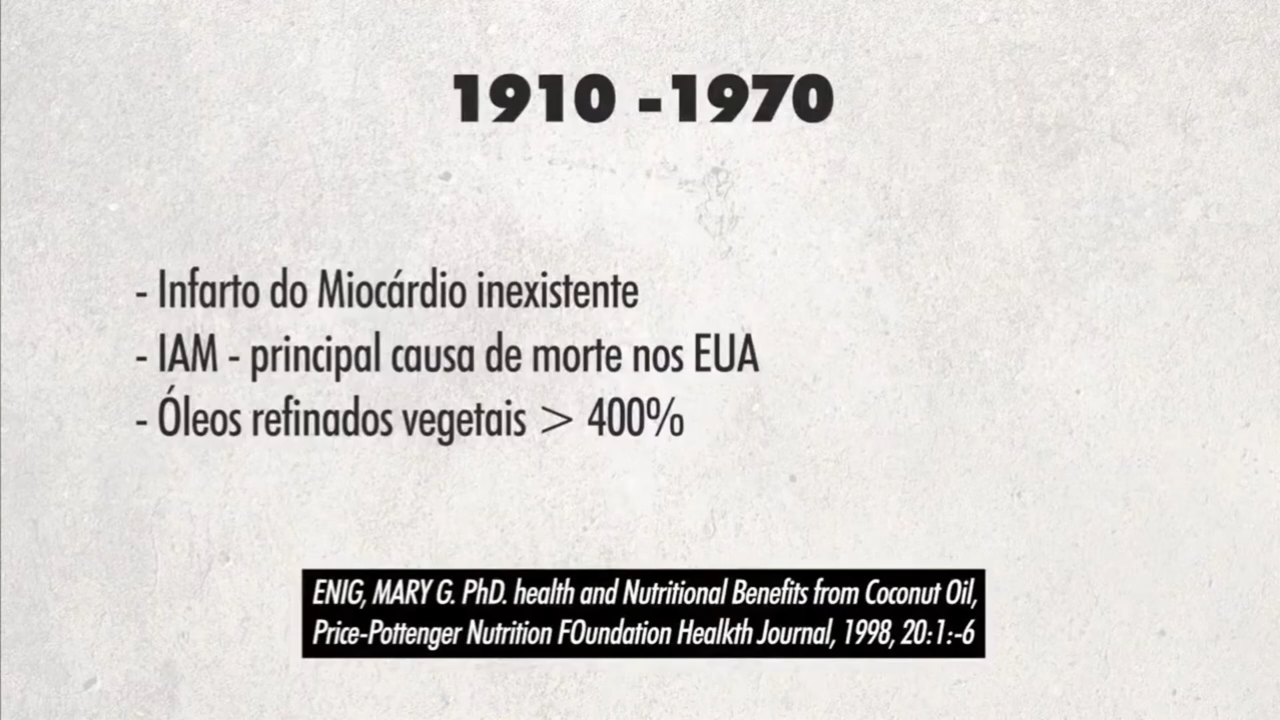 1910 -1970
- Infarto do Miocárdio inexistente
- IAM - principal causa de morte nos EUA
- Óleos refinados vegetais > 400%
ENIG, MARY G. PhD. health and Nutritional Benefits from Coconut Oil,
Price-Pottenger Nutrition FOundation Healkth Journal, 1998, 20:1:-6